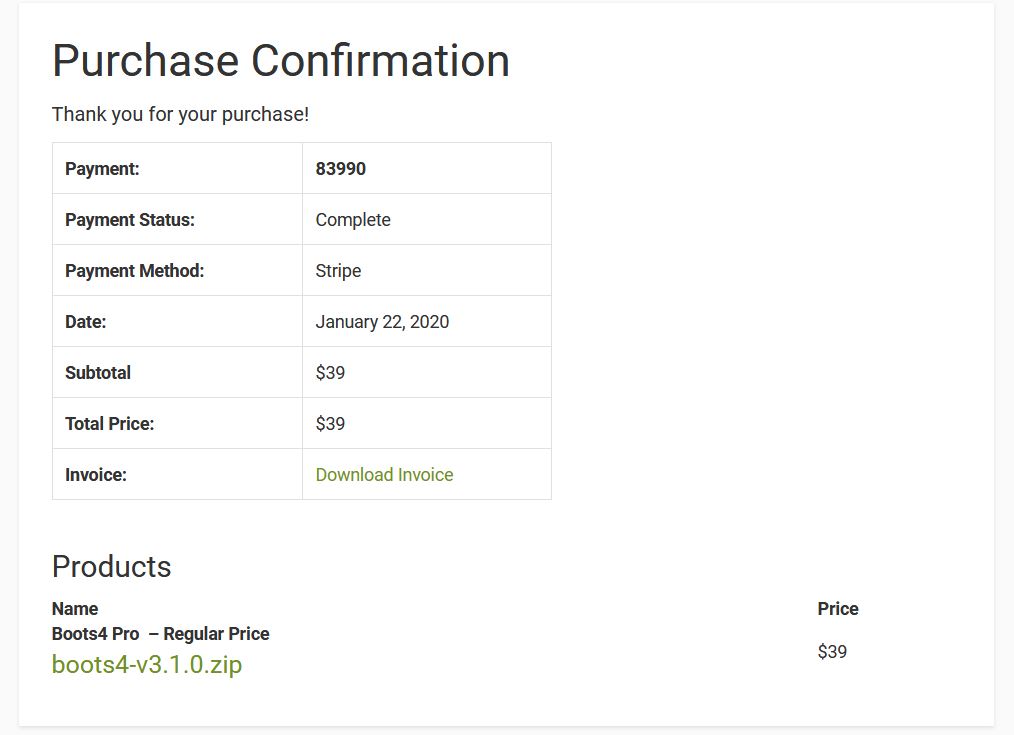 Purchase Confirmation
Thank you for your purchase!
Payment: 83990
Payment Status: Complete
Payment Method: Stripe
Date: January 22, 2020
Subtotal $39
Total Price: $39
Invoice: Download Invoice
Products
Name Price
Boots4 Pro – Regular Price
$39
boots4-v3.1.0.zip